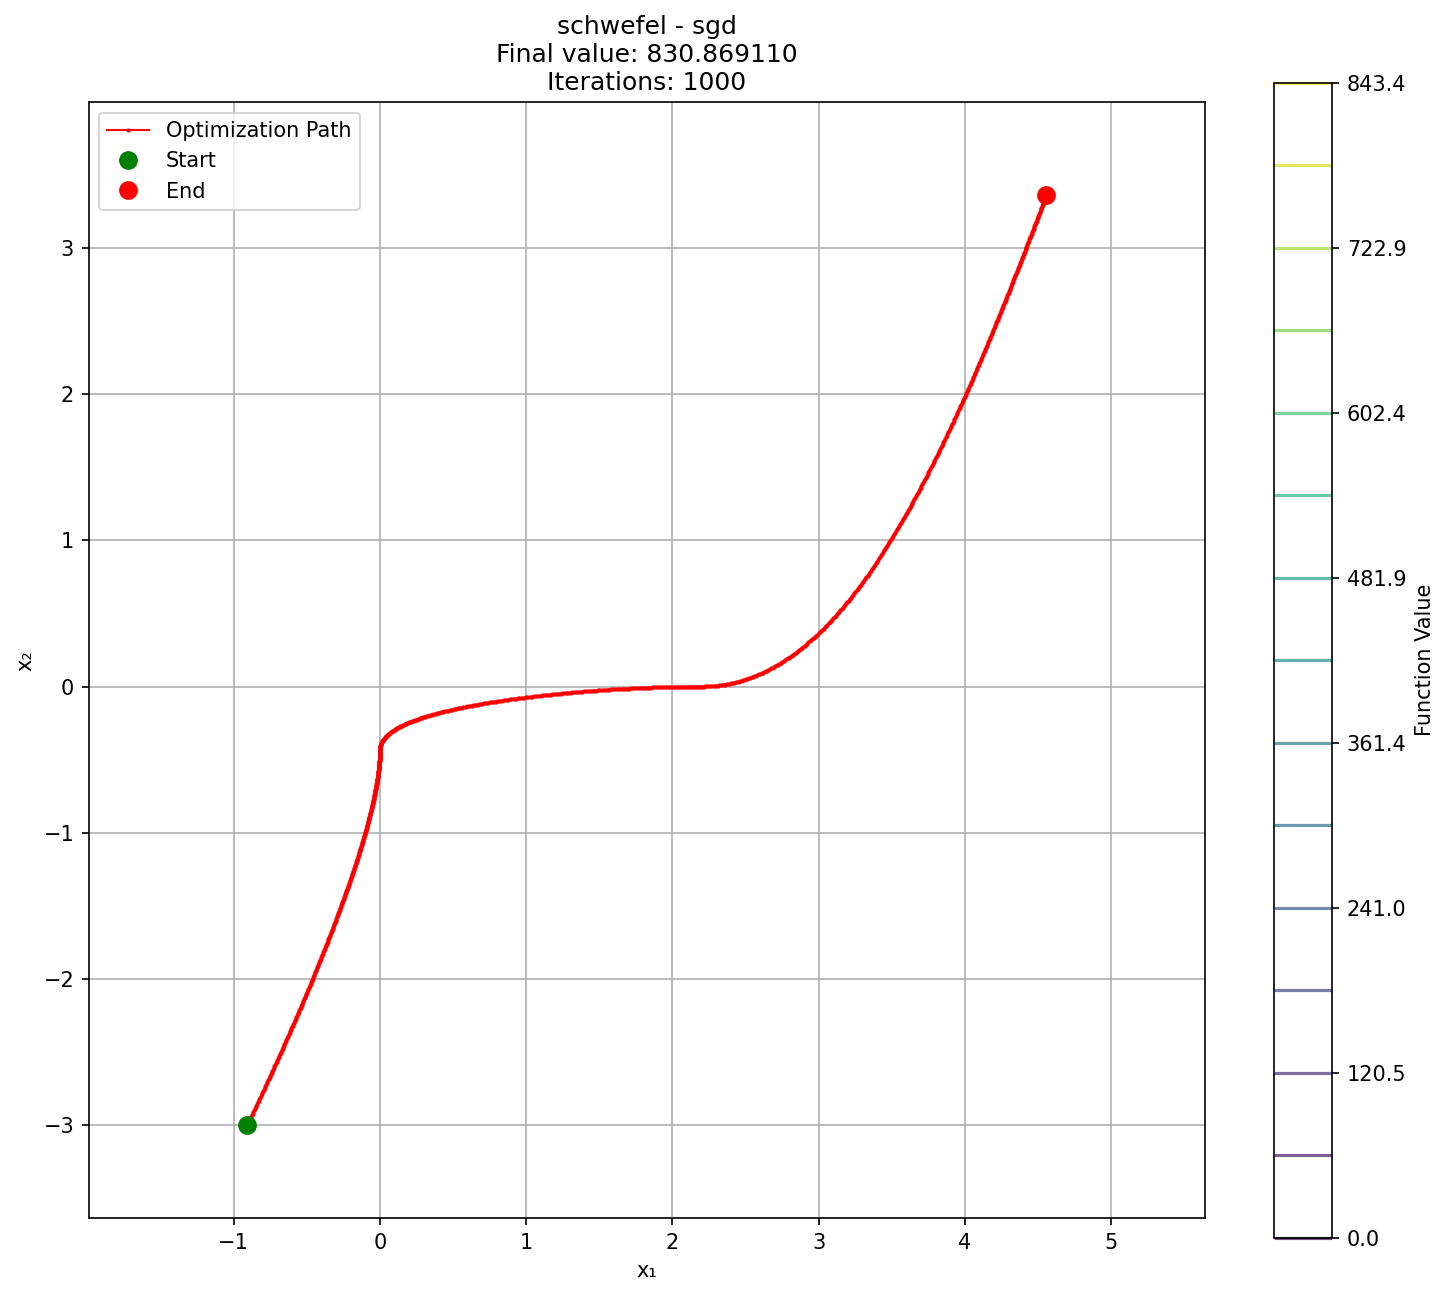 schwefel - sgd
Final value: 830.869110
Iterations: 1000
Optimization Path
Start
End
3
2
1
0
−1
−2
−3
x₂
−1
0
1
2
3
4
5
x₁
843.4
722.9
602.4
481.9
361.4
241.0
120.5
0.0
Function Value